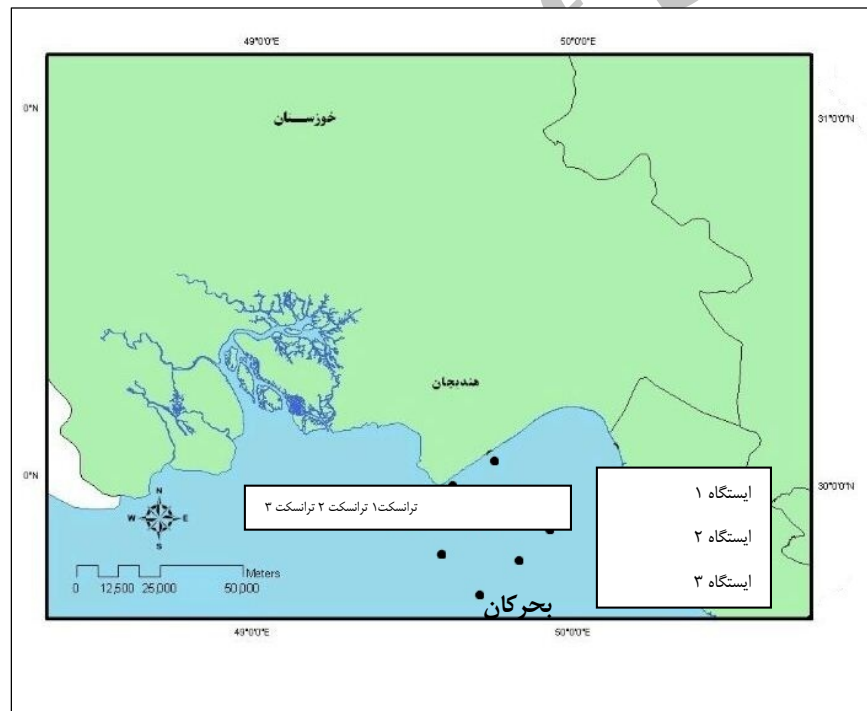 49°0'0"E 50°0'0"E
0°N 31°0'0"N
خوزستان
هندیجان
0°N 30°0'0"N
ایستگاه ۱
ترانسکت۱ ترانسکت ۲ ترانسکت ۳
N
W E
S
ایستگاه ۲
ایستگاه ۳
Meters
0 12,500 25,000 50,000
بحرکان
49°0'0"E 50°0'0"E